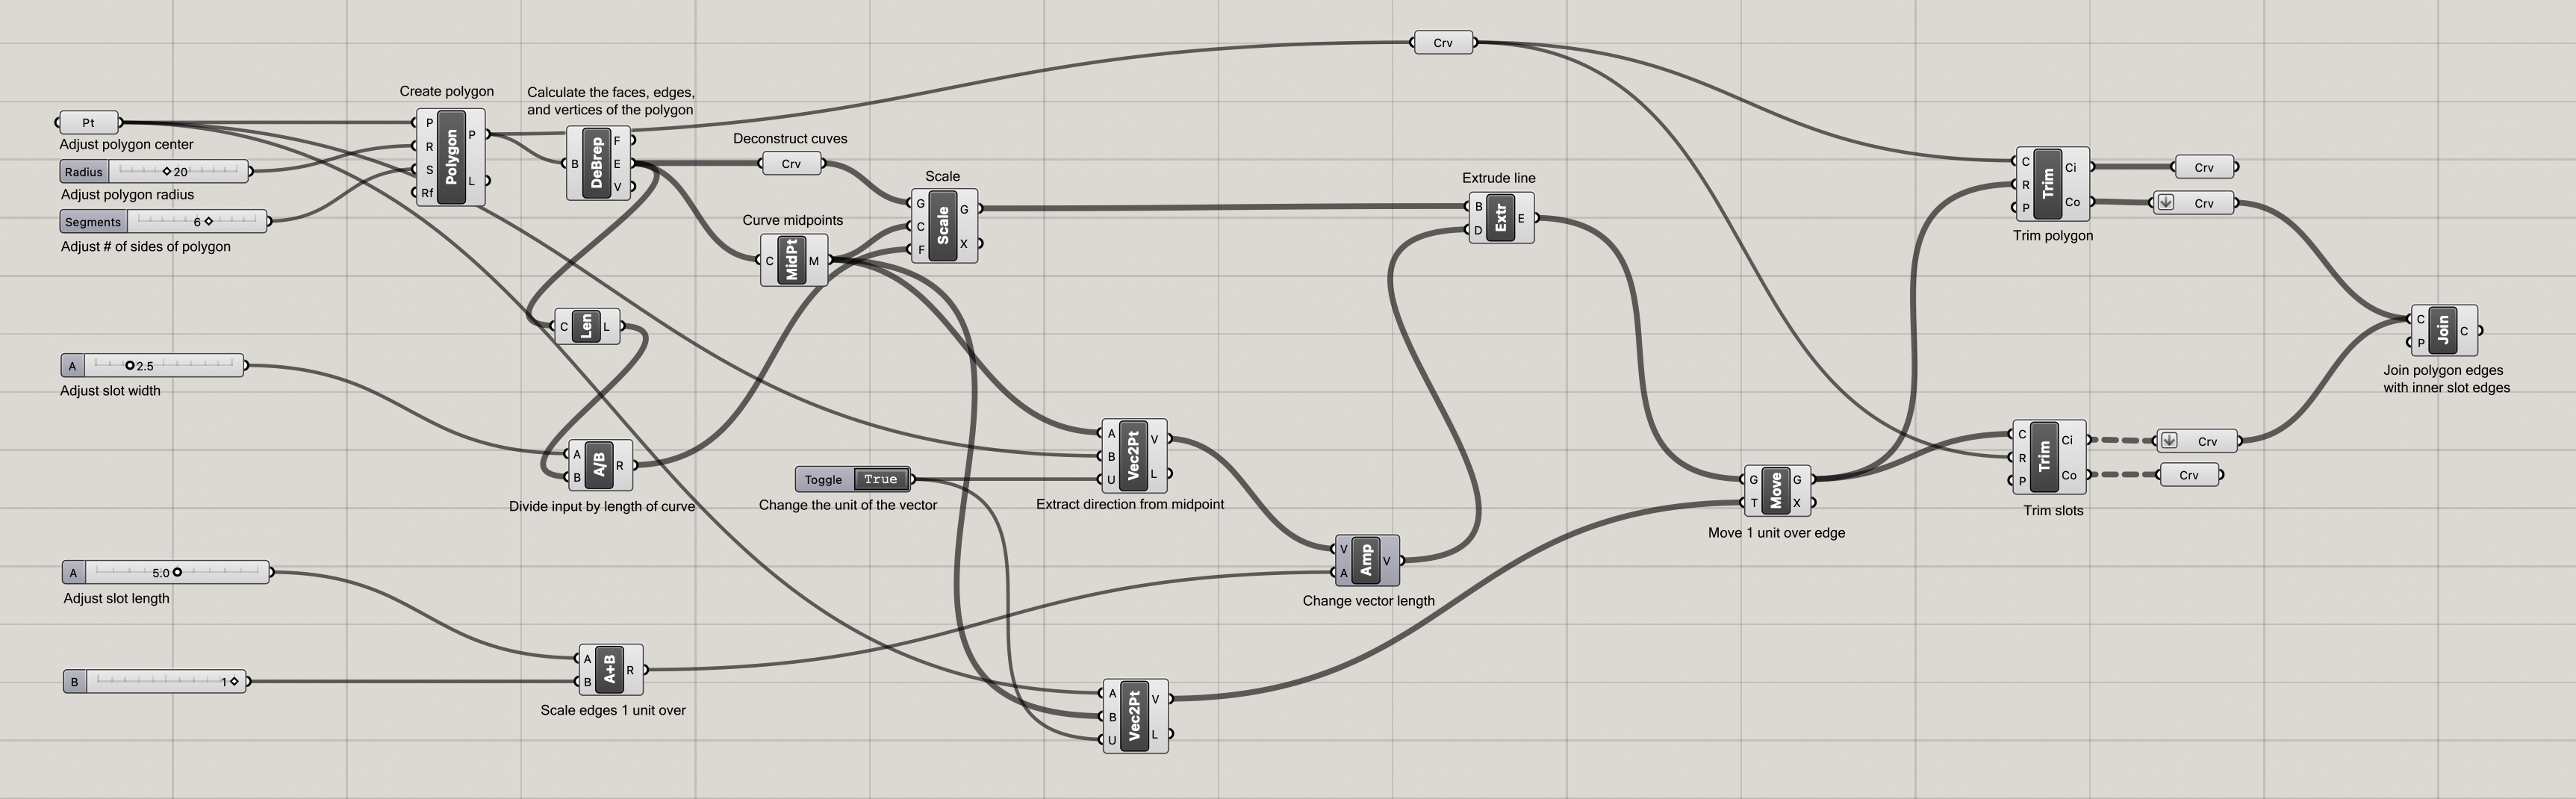 Crv
Create polygon
Calculate the faces, edges,
and vertices of the polygon
Pt
Adjust polygon center
P
R
S
Rf
Polygon
P
L
B
DeBrep
F
E
V
Deconstruct cuves
Crv
Radius
20
Adjust polygon radius
Segments
6
Adjust # of sides of polygon
Scale
G
C
F
Scale
G
X
Curve midpoints
C
MidPt
M
Extrude line
B
D
Extr
E
C
R
P
Trim
Ci
Co
Trim polygon
Crv
Crv
C
Len
L
C
P
Join
C
Join polygon edges
with inner slot edges
A
2.5
Adjust slot width
A
B
A/B
R
Divide input by length of curve
Toggle
True
Change the unit of the vector
A
B
U
Vec2Pt
V
L
Extract direction from midpoint
G
T
Move
G
X
Move 1 unit over edge
C
R
P
Trim
Ci
Co
Trim slots
Crv
Crv
V
A
Amp
V
Change vector length
A
5.0
Adjust slot length
B
1
A
B
A+B
R
Scale edges 1 unit over
A
B
U
Vec2Pt
V
L